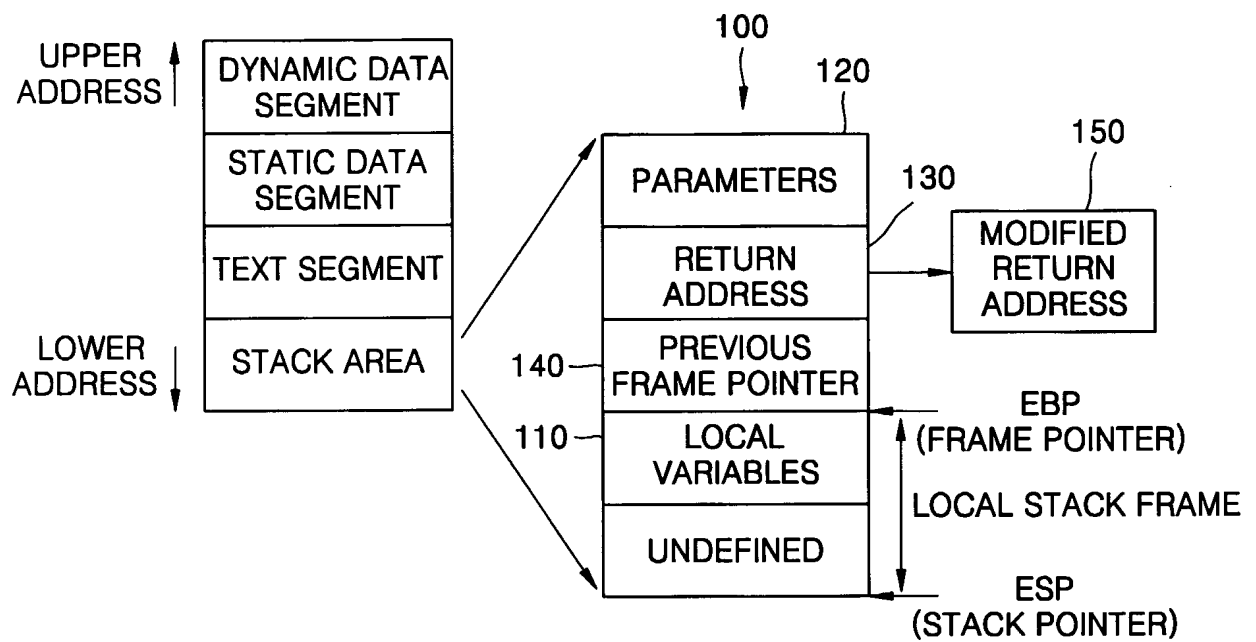 UPPER
ADDRESS
DYNAMIC DATA
SEGMENT
STATIC DATA
SEGMENT
TEXT SEGMENT
LOWER
ADDRESS
STACK AREA
100
120
PARAMETERS
130
RETURN
ADDRESS
150
MODIFIED
RETURN
ADDRESS
140
PREVIOUS
FRAME POINTER
EBP
(FRAME POINTER)
110
LOCAL
VARIABLES
LOCAL STACK FRAME
UNDEFINED
ESP
(STACK POINTER)